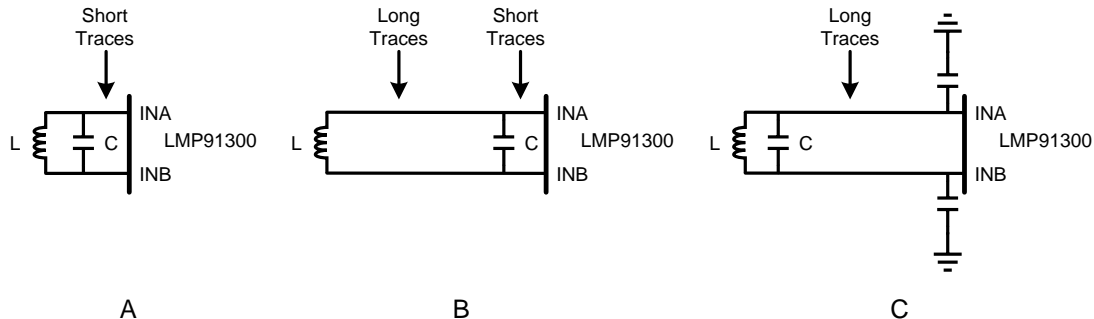 Short
Traces
L
C
INA
LMP91300
INB
A
Long
Traces
Short
Traces
L
C
INA
LMP91300
INB
B
Long
Traces
L
C
INA
LMP91300
INB
C